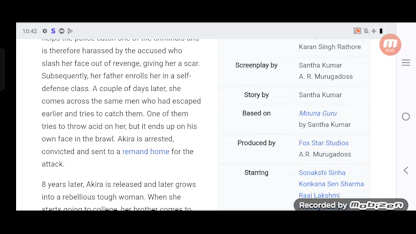 10:42
helps the police catch one of the criminals and
is therefore harassed by the accused who
slash her face out of revenge, giving her a scar.
Subsequently, her father enrolls her in a self-
defense class. A couple of days later, she
comes across the same men who had escaped
earlier and tries to catch them. One of them
tries to throw acid on her, but it ends up on his
own face in the brawl. Akira is arrested,
convicted and sent to a remand home for the
attack.
8 years later, Akira is released and later grows
into a rebellious tough woman. When she
starts going to college, her brother comes to
Karan Singh Rathore
Screenplay by Santha Kumar
A. R. Murugadoss
Story by Santha Kumar
Based on Mouna Guru
by Santha Kumar
Produced by Fox Star Studios
A.R. Murugadoss
Starring Sonakshi Sinha
Konkana Sen Sharma
Raai Lakshmi
Recorded by Mobizen